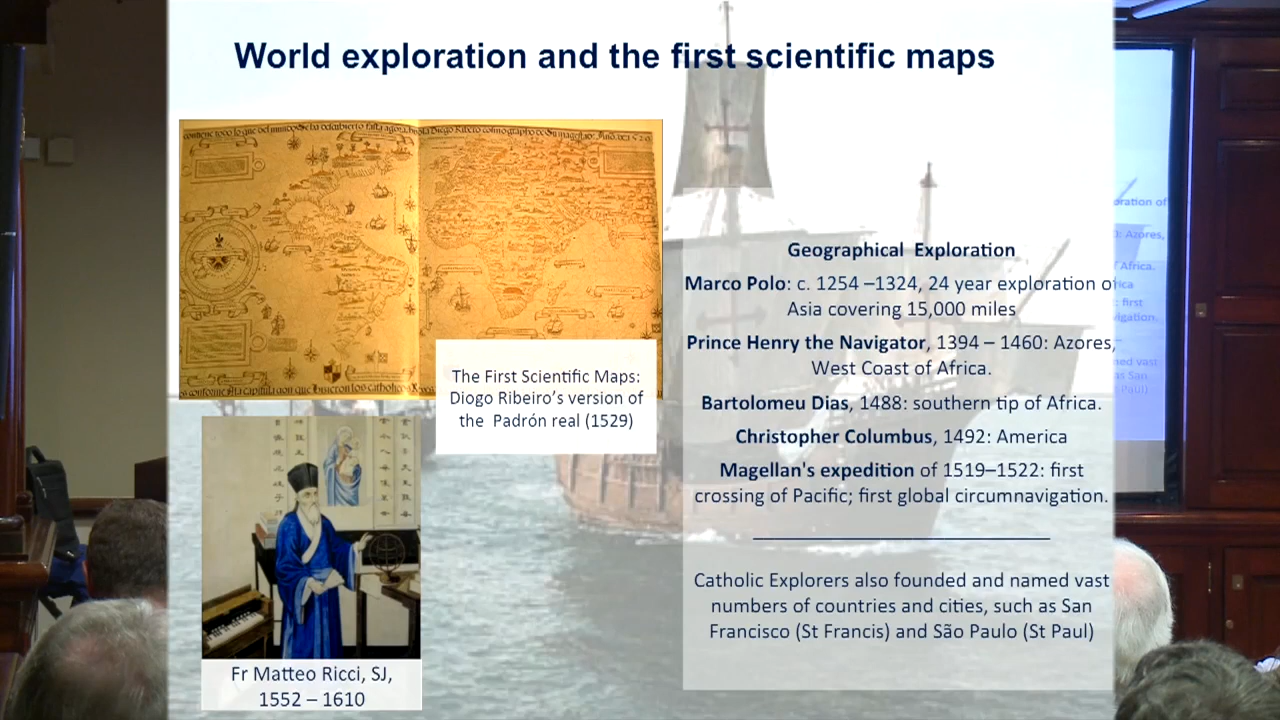 World exploration and the first scientific maps
The First Scientific Maps:
Diogo Ribeiro’s version of
the Padrón real (1529)
Fr Matteo Ricci, SJ,
1552 – 1610
Geographical Exploration
Marco Polo: c. 1254 –1324, 24 year exploration of
Asia covering 15,000 miles
Prince Henry the Navigator, 1394 – 1460: Azores,
West Coast of Africa.
Bartolomeu Dias, 1488: southern tip of Africa.
Christopher Columbus, 1492: America
Magellan's expedition of 1519–1522: first
crossing of Pacific; first global circumnavigation.
Catholic Explorers also founded and named vast
numbers of countries and cities, such as San
Francisco (St Francis) and São Paulo (St Paul)